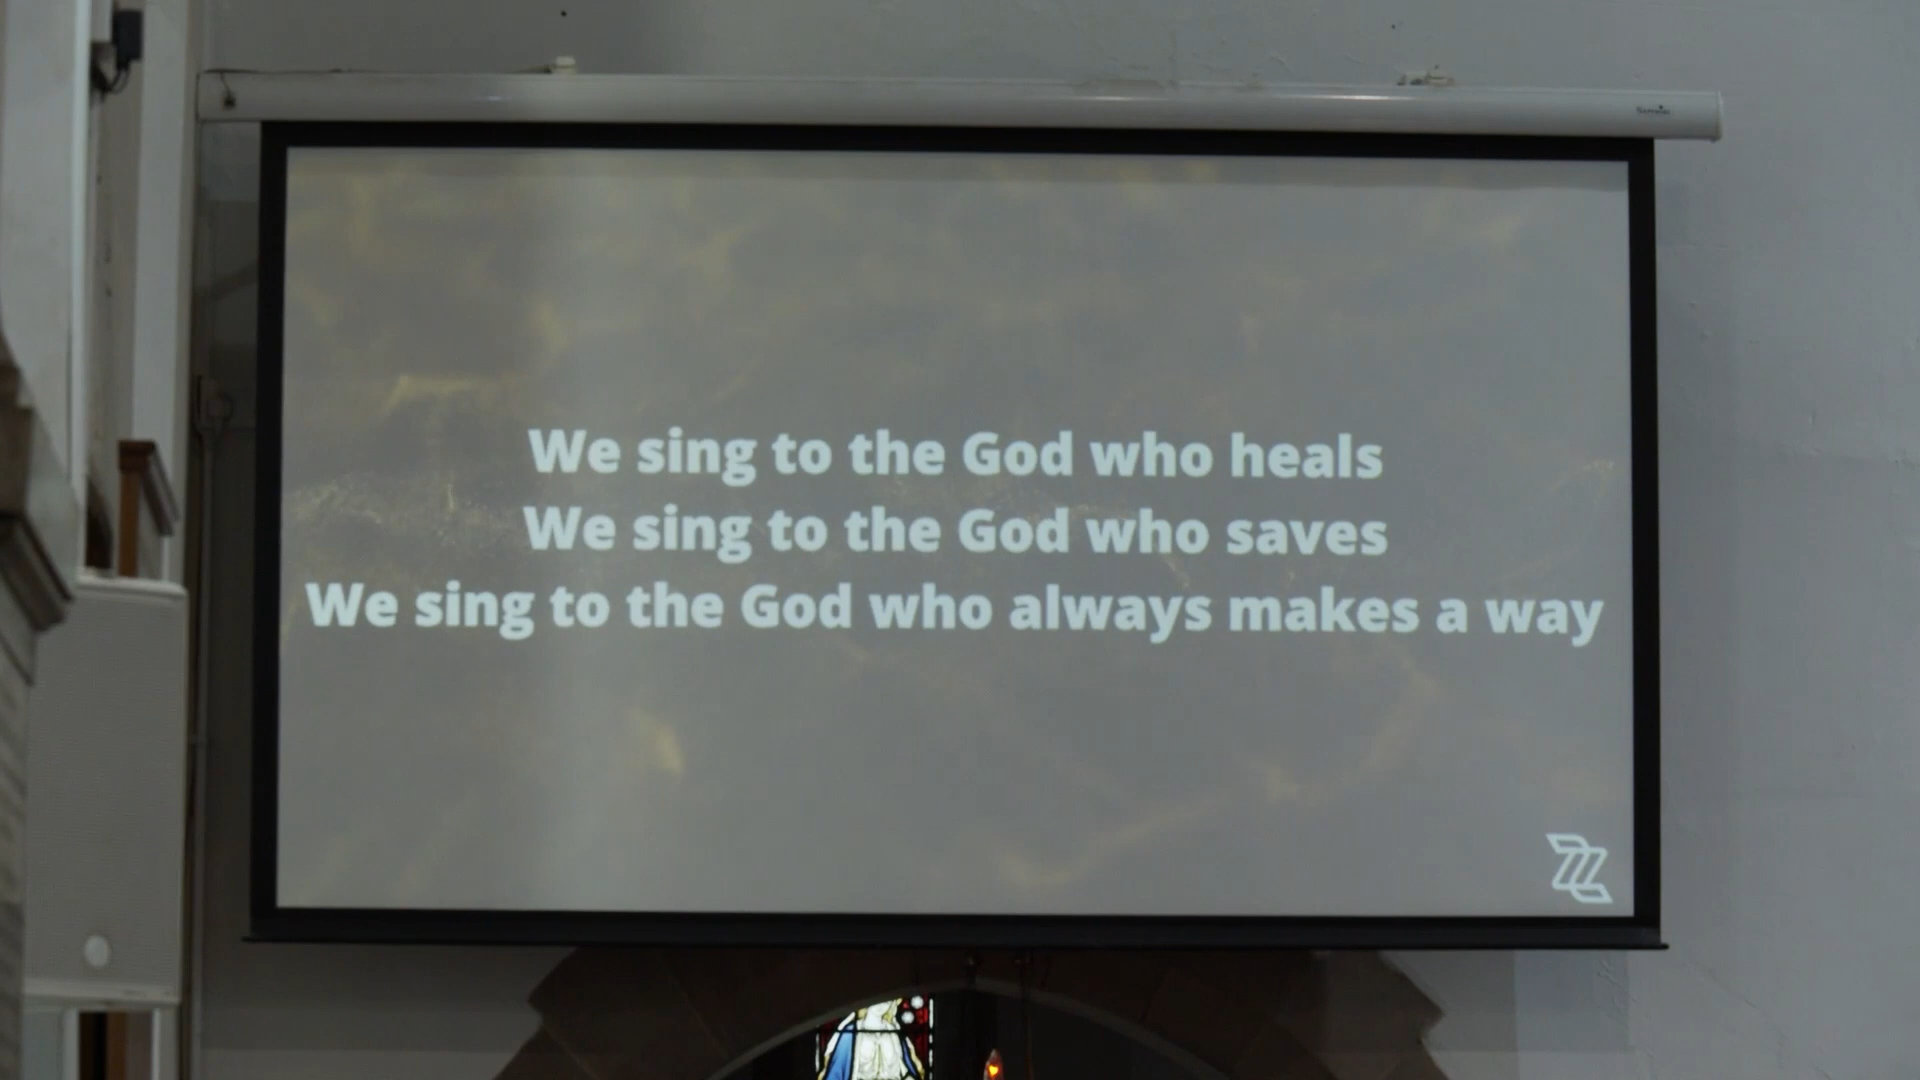 We sing to the God who heals
We sing to the God who saves
We sing to the God who always makes a way